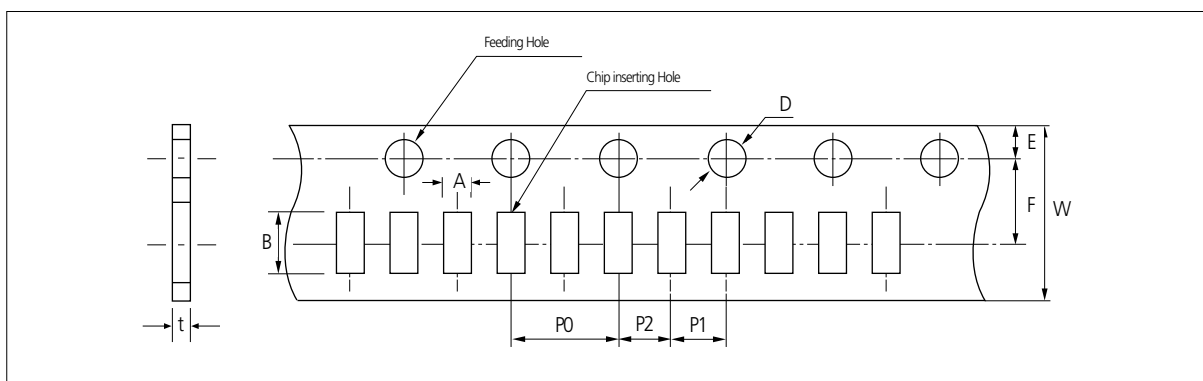 Feeding Hole
Chip inserting Hole
D
E
A
F
W
B
P0
P2
P1
t